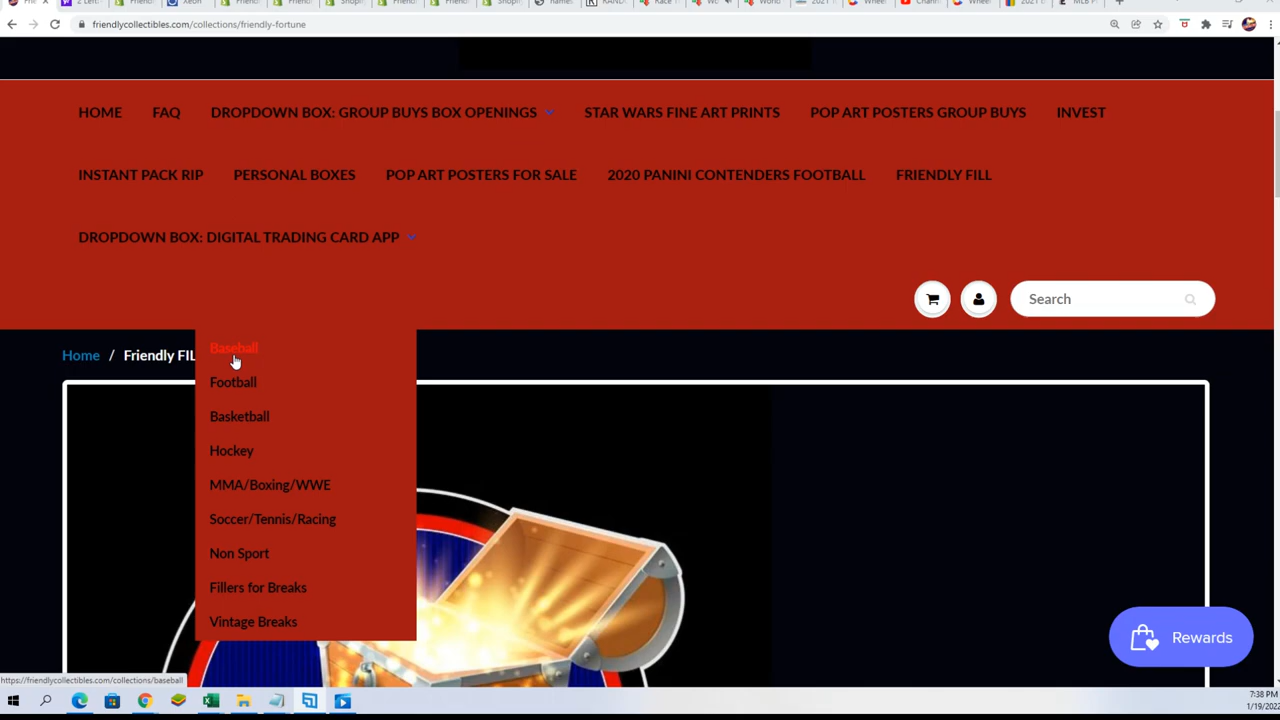 friendlycollectibles.com/collections/friendly-fortune
HOME FAQ DROPDOWN BOX: GROUP BUYS BOX OPENINGS STAR WARS FINE ART PRINTS POP ART POSTERS GROUP BUYS INVEST
INSTANT PACK RIP PERSONAL BOXES POP ART POSTERS FOR SALE 2020 PANINI CONTENDERS FOOTBALL FRIENDLY FILL
DROPDOWN BOX: DIGITAL TRADING CARD APP
Search
Home / Friendly FIL
Baseball
Football
Basketball
Hockey
MMA/Boxing/WWE
Soccer/Tennis/Racing
Non Sport
Fillers for Breaks
Vintage Breaks
Rewards
https://friendlycollectibles.com/collections/baseball
7:38 PM
1/19/2022